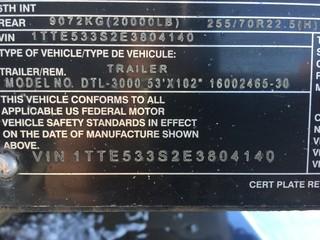 5TH INT
REAR 9072KG(20000LB) 255/70R22.5(H)
VIN 1TTE533S2E3804140
TYPE OF VEHICLE/TYPE DE VEHICULE:
TRAILER/REM. TRAILER
MODEL NO. DTL-3000 53'X102" 16002465-30
THIS VEHICLE CONFORMS TO ALL
APPLICABLE US FEDERAL MOTOR
VEHICLE SAFETY STANDARDS IN EFFECT
ON THE DATE OF MANUFACTURE SHOWN
ABOVE.
VIN 1TTE533S2E3804140
CERT PLATE